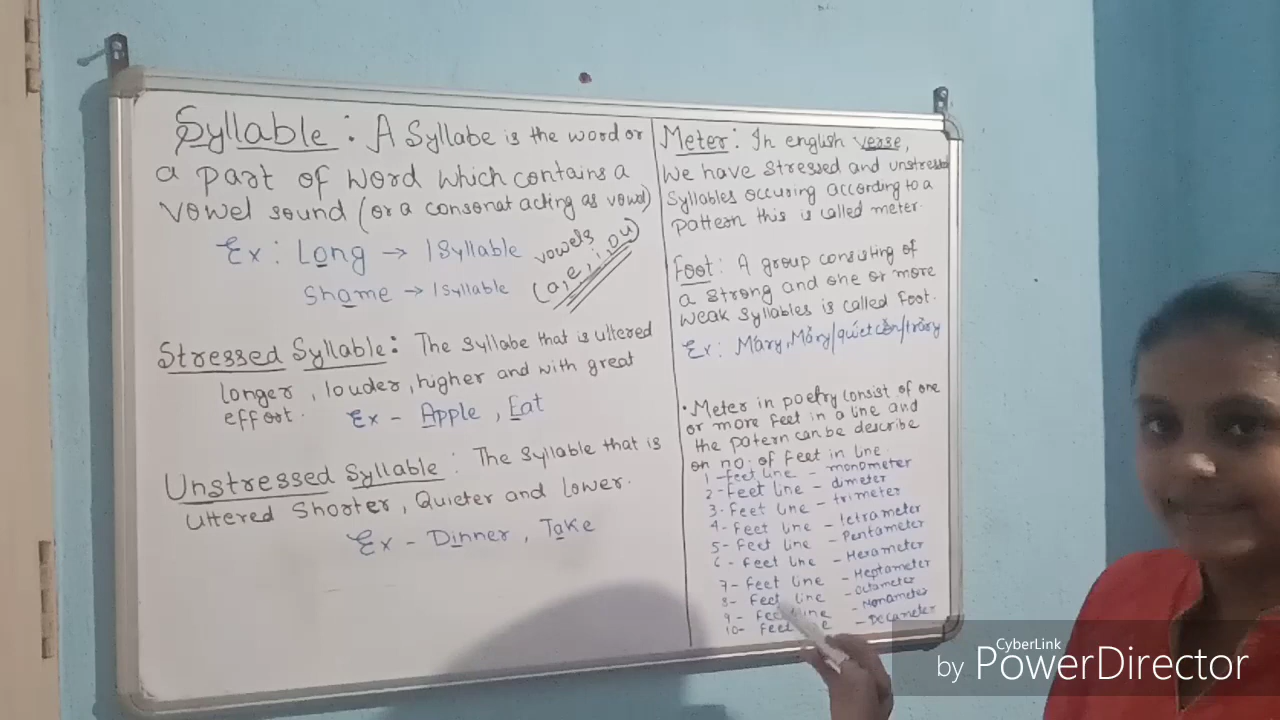 Syllable : A Syllabe is the word or
a part of word which contains a
vowel sound (or a consonat acting as vowel)
Ex : Long → 1 Syllable
Shame → 1 Syllable
vowels
(a, e, i, o u)
Stressed Syllable : The syllabe that is uttered
longer , louder, higher and with great
effort. Ex - Apple , Eat
Unstressed Syllable : The syllable that is
uttered Shorter, Quieter and Lower.
Ex - Dinner , Take
Meter : In english verse,
We have stressed and unstressed
syllables occuring according to a
pattern this is called meter.
Foot : A group consisting of
a strong and one or more
weak syllables is called foot.
Ex : Mary, Mary/quiet con/trary
• Meter in poetry consist of one
or more feet in a line and
the patern can be describe
on no. of feet in line.
1 - feet line - monometer
2 - feet line - dimeter
3 - feet line - trimeter
4 - feet line - tetrameter
5 - feet line - Pentameter
6 - feet line - Hexameter
7 - feet line - Heptameter
8 - feet line - Octameter
9 - feet line - Nonameter
10 - feet - Decameter
CyberLink
by PowerDirector